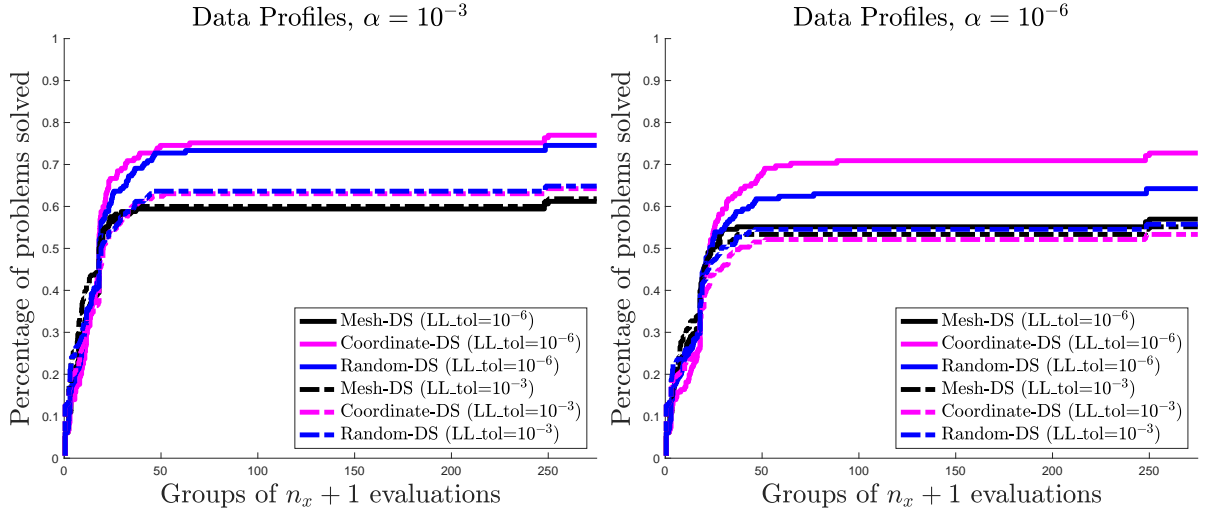 Data Profiles, α = 10⁻³
Percentage of problems solved
1
0.9
0.8
0.7
0.6
0.5
0.4
0.3
0.2
0.1
0
0 50 100 150 200 250
Groups of nₓ + 1 evaluations
Mesh-DS (LL_tol=10⁻⁶)
Coordinate-DS (LL_tol=10⁻⁶)
Random-DS (LL_tol=10⁻⁶)
Mesh-DS (LL_tol=10⁻³)
Coordinate-DS (LL_tol=10⁻³)
Random-DS (LL_tol=10⁻³)
Data Profiles, α = 10⁻⁶
Percentage of problems solved
1
0.9
0.8
0.7
0.6
0.5
0.4
0.3
0.2
0.1
0
0 50 100 150 200 250
Groups of nₓ + 1 evaluations
Mesh-DS (LL_tol=10⁻⁶)
Coordinate-DS (LL_tol=10⁻⁶)
Random-DS (LL_tol=10⁻⁶)
Mesh-DS (LL_tol=10⁻³)
Coordinate-DS (LL_tol=10⁻³)
Random-DS (LL_tol=10⁻³)